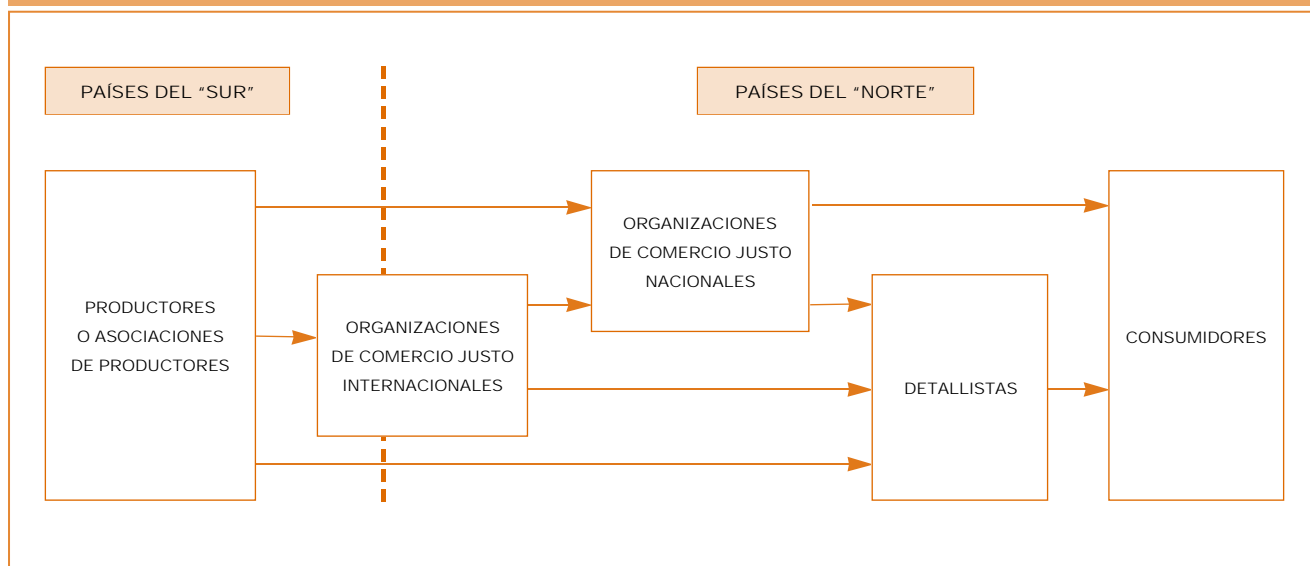 PAÍSES DEL “SUR”
PAÍSES DEL “NORTE”
PRODUCTORES
O ASOCIACIONES
DE PRODUCTORES
ORGANIZACIONES
DE COMERCIO JUSTO
INTERNACIONALES
ORGANIZACIONES
DE COMERCIO JUSTO
NACIONALES
DETALLISTAS
CONSUMIDORES